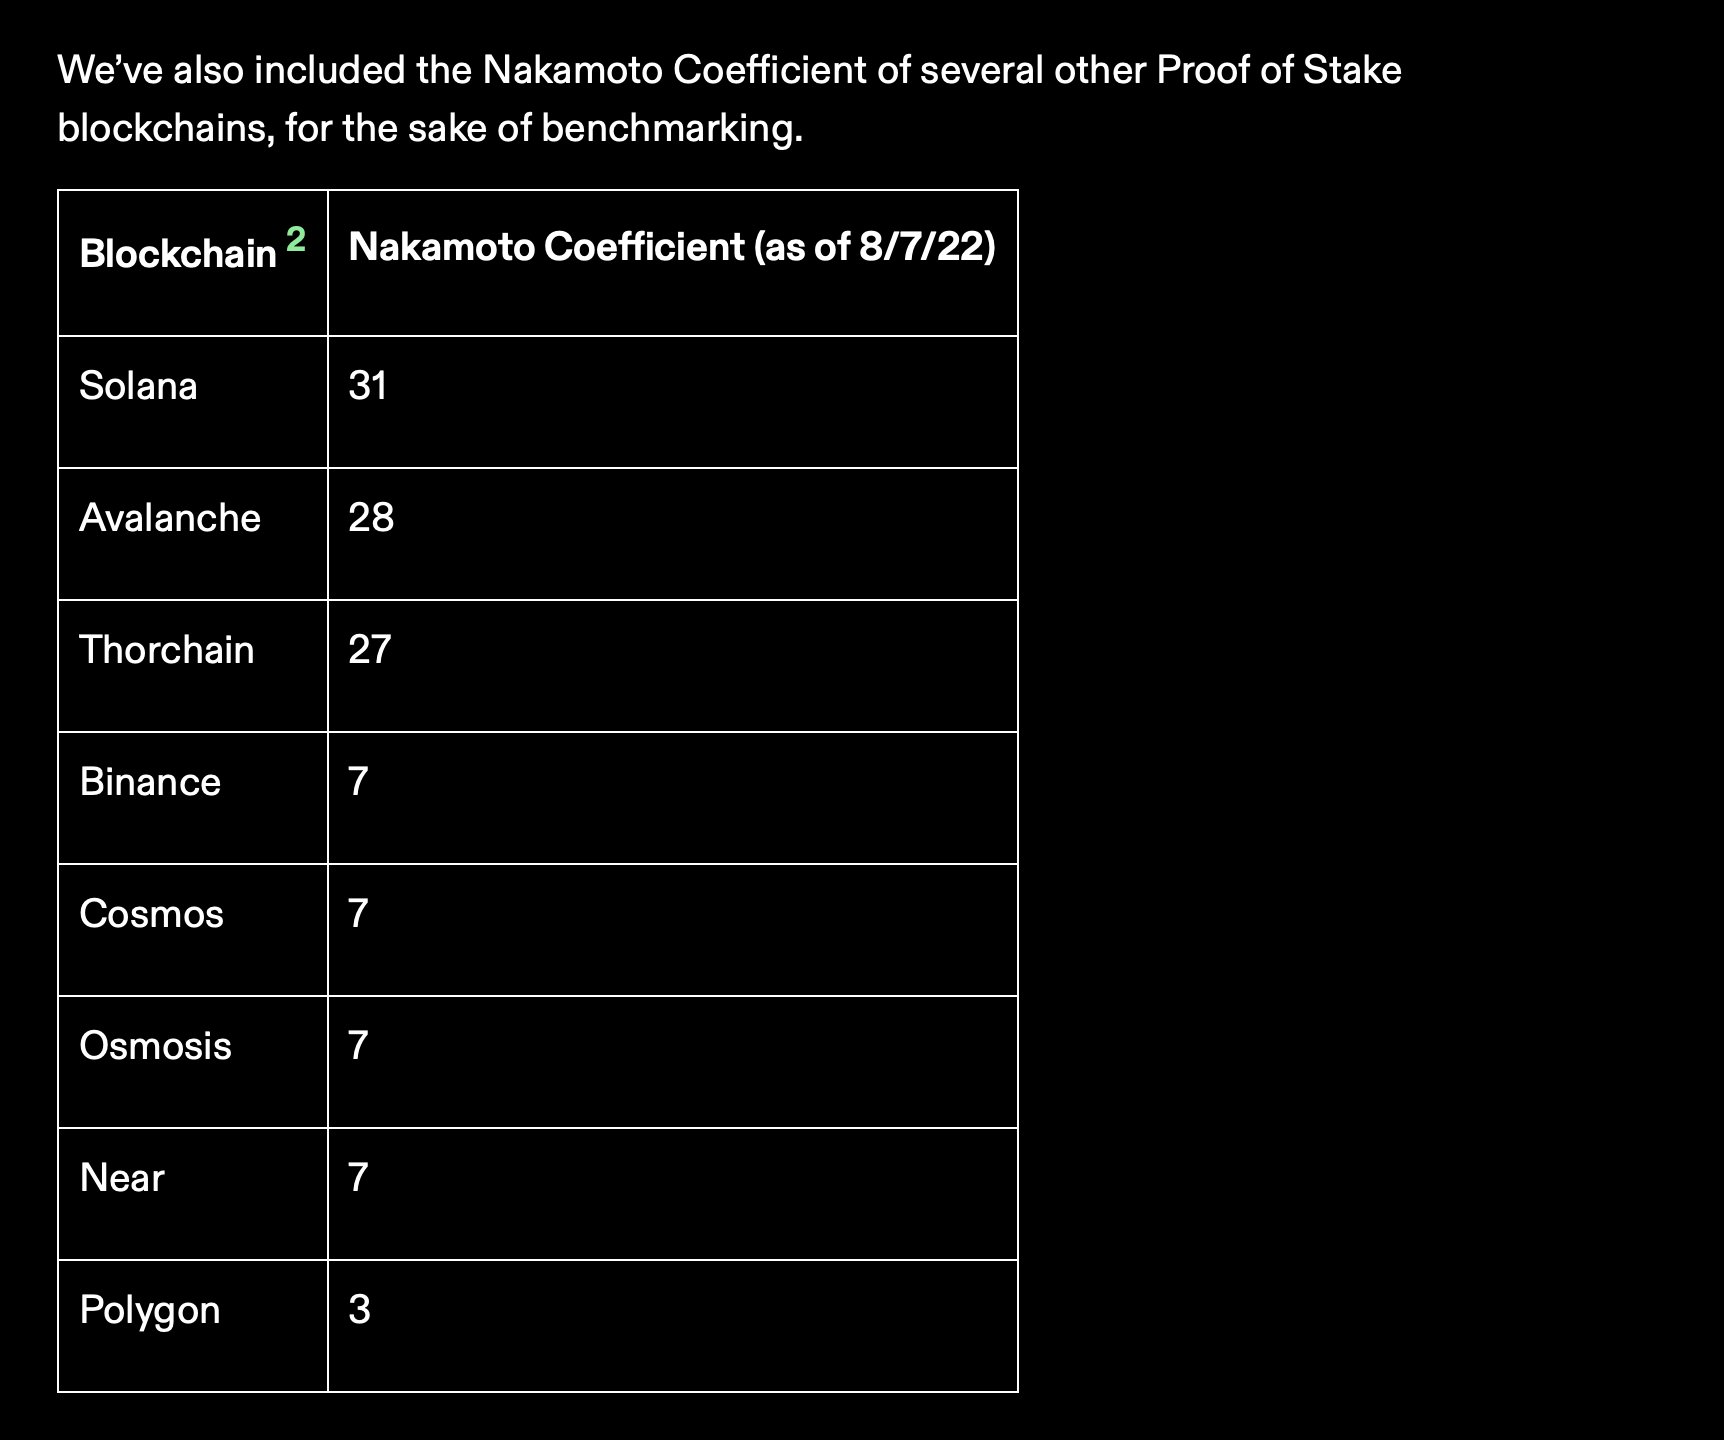 We’ve also included the Nakamoto Coefficient of several other Proof of Stake
blockchains, for the sake of benchmarking.
Blockchain 2 Nakamoto Coefficient (as of 8/7/22)
Solana 31
Avalanche 28
Thorchain 27
Binance 7
Cosmos 7
Osmosis 7
Near 7
Polygon 3